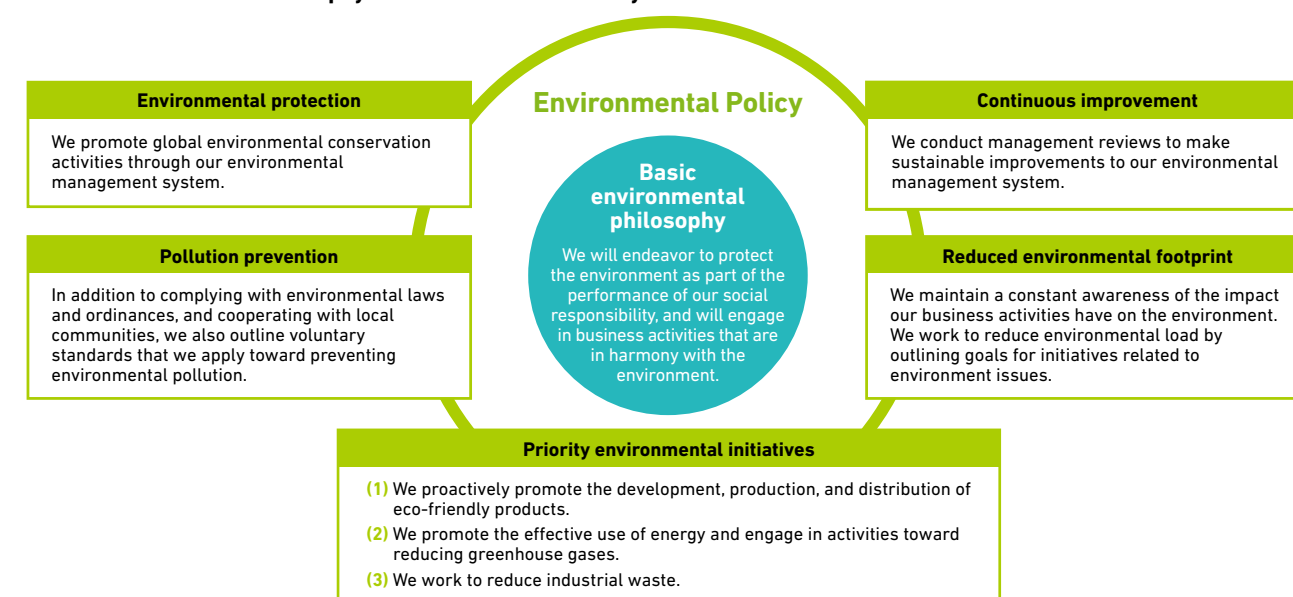 Environmental Policy
Basic
environmental
philosophy
We will endeavor to protect
the environment as part of the
performance of our social
responsibility, and will engage
in business activities that are
in harmony with the
environment.
Environmental protection
We promote global environmental conservation
activities through our environmental
management system.
Pollution prevention
In addition to complying with environmental laws
and ordinances, and cooperating with local
communities, we also outline voluntary
standards that we apply toward preventing
environmental pollution.
Continuous improvement
We conduct management reviews to make
sustainable improvements to our environmental
management system.
Reduced environmental footprint
We maintain a constant awareness of the impact
our business activities have on the environment.
We work to reduce environmental load by
outlining goals for initiatives related to
environment issues.
Priority environmental initiatives
(1) We proactively promote the development, production, and distribution of
eco-friendly products.
(2) We promote the effective use of energy and engage in activities toward
reducing greenhouse gases.
(3) We work to reduce industrial waste.